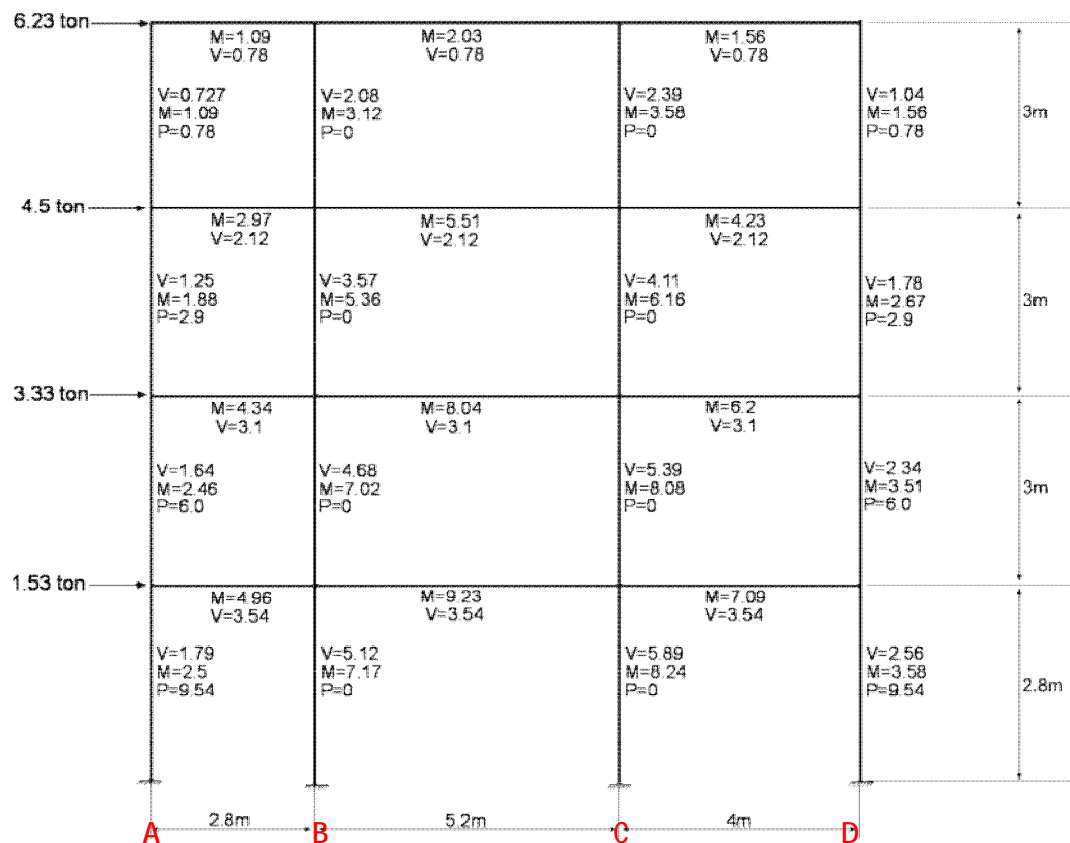 6.23 ton
M=1.09
V=0.78
M=2.03
V=0.78
M=1.56
V=0.78
V=0.727
M=1.09
P=0.78
V=2.08
M=3.12
P=0
V=2.39
M=3.58
P=0
V=1.04
M=1.56
P=0.78
3m
4.5 ton
M=2.97
V=2.12
M=5.51
V=2.12
M=4.23
V=2.12
V=1.25
M=1.88
P=2.9
V=3.57
M=5.36
P=0
V=4.11
M=6.16
P=0
V=1.78
M=2.67
P=2.9
3m
3.33 ton
M=4.34
V=3.1
M=8.04
V=3.1
M=6.2
V=3.1
V=1.64
M=2.46
P=6.0
V=4.68
M=7.02
P=0
V=5.39
M=8.08
P=0
V=2.34
M=3.51
P=6.0
3m
1.53 ton
M=4.96
V=3.54
M=9.23
V=3.54
M=7.09
V=3.54
V=1.79
M=2.5
P=9.54
V=5.12
M=7.17
P=0
V=5.89
M=8.24
P=0
V=2.56
M=3.58
P=9.54
2.8m
2.8m
5.2m
4m
A
B
C
D